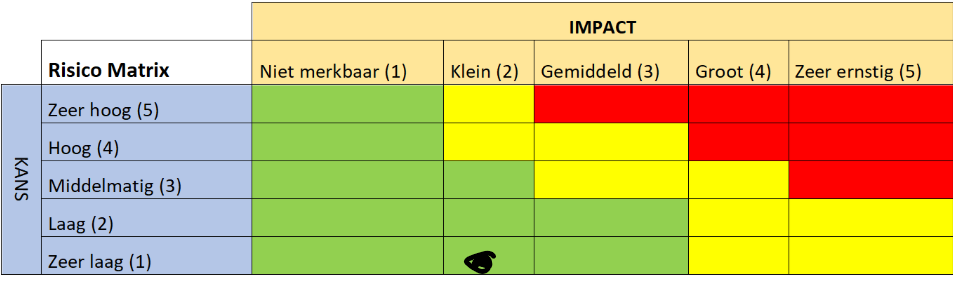 IMPACT
Risico Matrix
Niet merkbaar (1)
Klein (2)
Gemiddeld (3)
Groot (4)
Zeer ernstig (5)
KANS
Zeer hoog (5)
Hoog (4)
Middelmatig (3)
Laag (2)
Zeer laag (1)